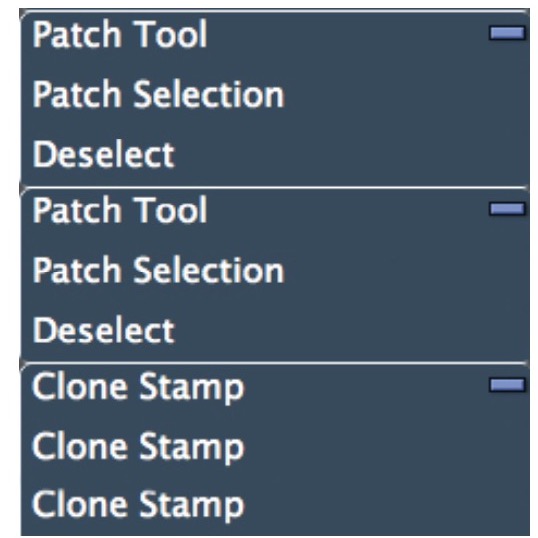 Patch Tool
Patch Selection
Deselect
Patch Tool
Patch Selection
Deselect
Clone Stamp
Clone Stamp
Clone Stamp